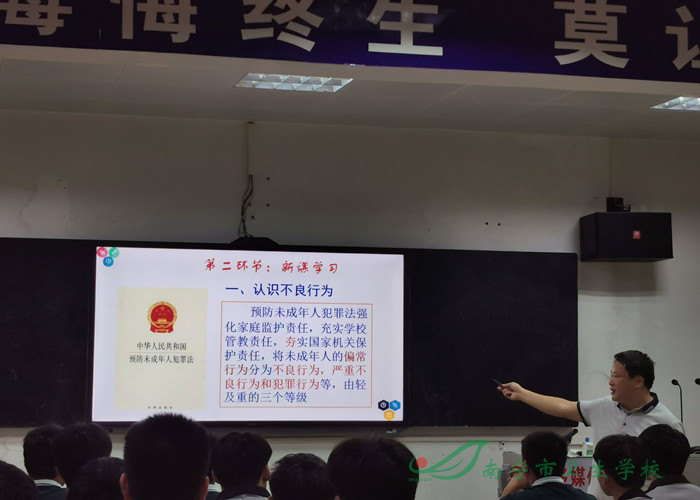 悔终生 莫让
第二环节：新课学习
一、认识不良行为
中华人民共和国
预防未成年人犯罪法
预防未成年人犯罪法强
化家庭监护责任，充实学校
管教责任，夯实国家机关保
护责任，将未成年人的偏常
行为分为不良行为，严重不
良行为和犯罪行为等，由轻
及重的三个等级